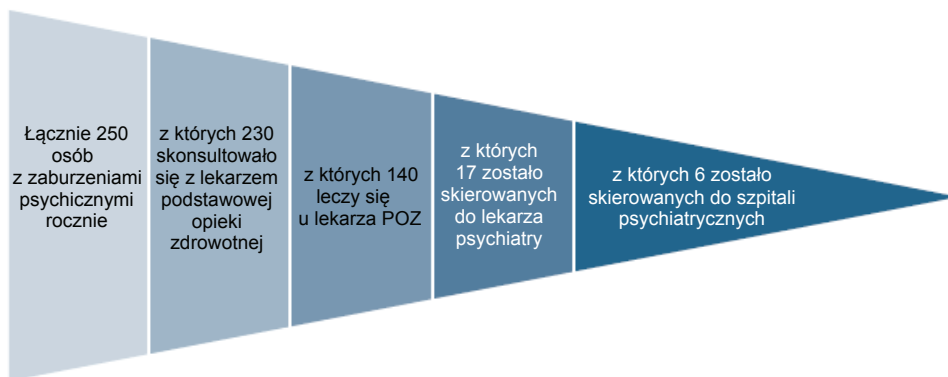 Łącznie 250
osób
z zaburzeniami
psychicznymi
rocznie
z których 230
skonsultowało
się z lekarzem
podstawowej
opieki
zdrowotnej
z których 140
leczy się
u lekarza POZ
z których
17 zostało
skierowanych
do lekarza
psychiatry
z których 6 zostało
skierowanych do szpitali
psychiatrycznych